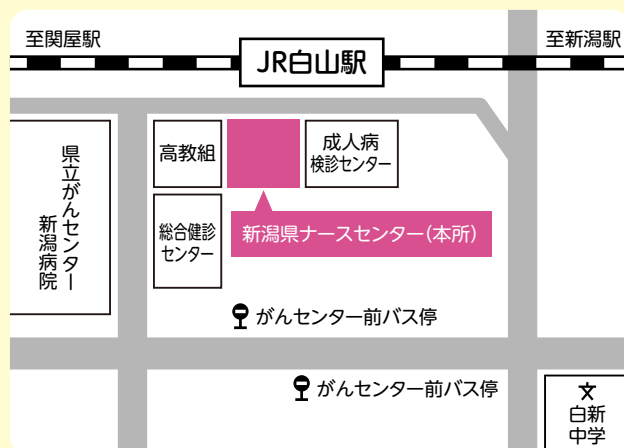 至関屋駅
JR白山駅
至新潟駅
県立がんセンター
新潟病院
高教組
成人病
検診センター
総合健診
センター
新潟県ナースセンター(本所)
がんセンター前バス停
がんセンター前バス停
文
白新
中学